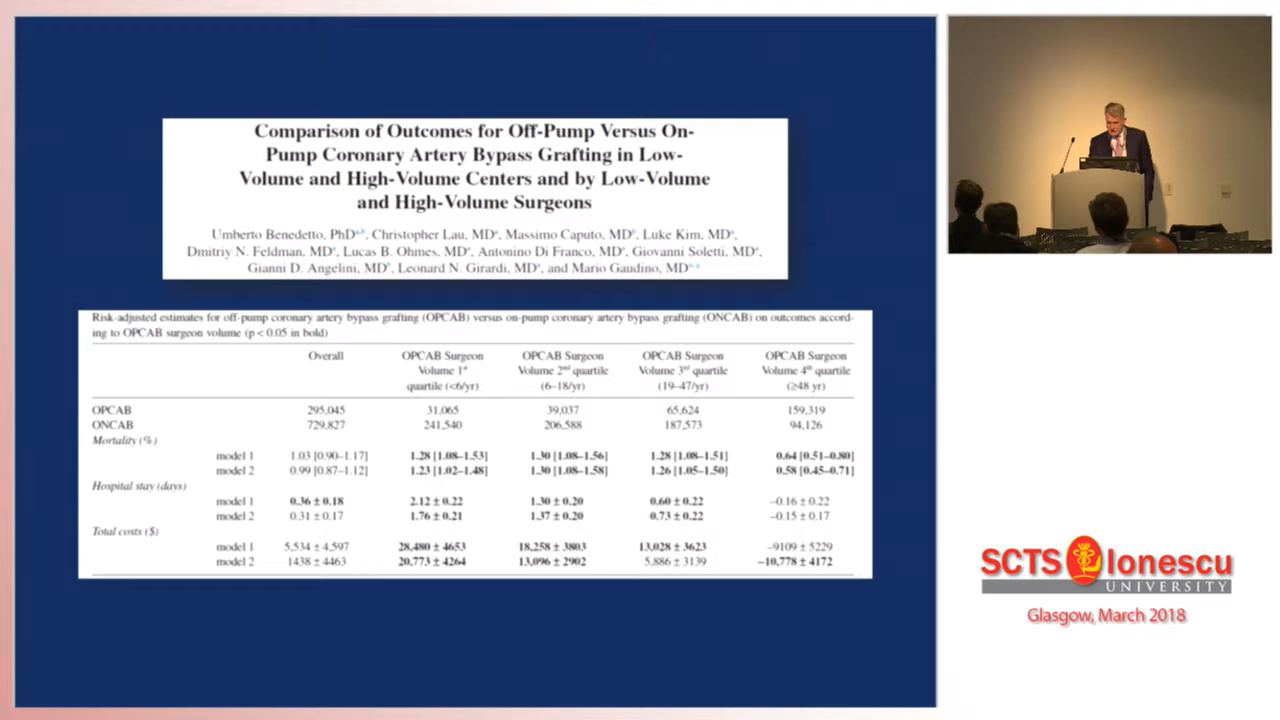 Comparison of Outcomes for Off-Pump Versus On-
Pump Coronary Artery Bypass Grafting in Low-
Volume and High-Volume Centers and by Low-Volume
and High-Volume Surgeons
Umberto Benedetto, PhD, Christopher Lau, MD, Massimo Caputo, MD, Luke Kim, MD,
Dmitriy N. Feldman, MD, Lucas B. Ohmes, MD, Antonino Di Franco, MD, Giovanni Soletti, MD,
Gianni D. Angelini, MD, Leonard N. Girardi, MD, and Mario Gaudino, MD
Risk-adjusted estimates for off-pump coronary artery bypass grafting (OPCAB) versus on-pump coronary artery bypass grafting (ONCAB) on outcomes accord-
ing to OPCAB surgeon volume (p < 0.05 in bold)
Overall OPCAB Surgeon OPCAB Surgeon OPCAB Surgeon OPCAB Surgeon
Volume 1st Volume 2nd quartile Volume 3rd quartile Volume 4th quartile
quartile (<6/yr) (6–18/yr) (19–47/yr) (≥48 yr)
OPCAB 295,045 31,065 39,037 65,624 159,319
ONCAB 729,827 241,540 206,588 187,573 94,126
Mortality (%)
model 1 1.03 [0.90–1.17] 1.28 [1.08–1.53] 1.30 [1.08–1.56] 1.28 [1.08–1.51] 0.64 [0.51–0.80]
model 2 0.99 [0.87–1.12] 1.23 [1.02–1.48] 1.30 [1.08–1.58] 1.26 [1.05–1.50] 0.58 [0.45–0.71]
Hospital stay (days)
model 1 0.36 ± 0.18 2.12 ± 0.22 1.30 ± 0.20 0.60 ± 0.22 –0.16 ± 0.22
model 2 0.31 ± 0.17 1.76 ± 0.21 1.37 ± 0.20 0.73 ± 0.22 –0.15 ± 0.17
Total costs ($)
model 1 5,534 ± 4,597 28,480 ± 4653 18,258 ± 3803 13,028 ± 3623 –9109 ± 5229
model 2 1438 ± 4463 20,773 ± 4264 13,096 ± 2902 5,886 ± 3139 –10,778 ± 4172
SCTS Ionescu
UNIVERSITY
Glasgow, March 2018